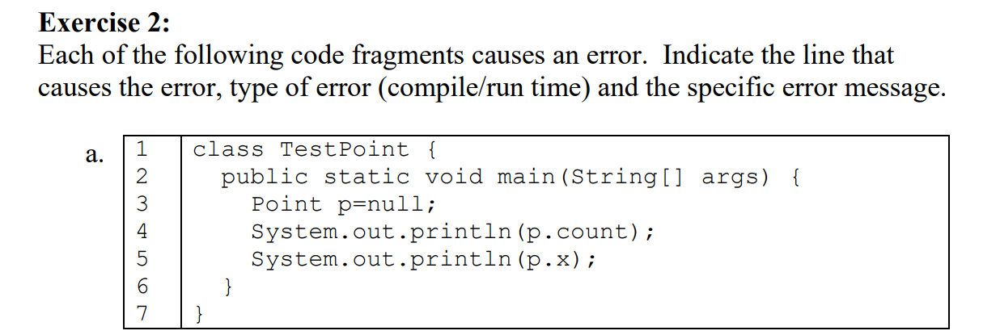 Exercise 2:
Each of the following code fragments causes an error. Indicate the line that
causes the error, type of error (compile/run time) and the specific error message.
a.
1 class TestPoint {
2 public static void main(String[] args) {
3 Point p=null;
4 System.out.println(p.count);
5 System.out.println(p.x);
6 }
7 }